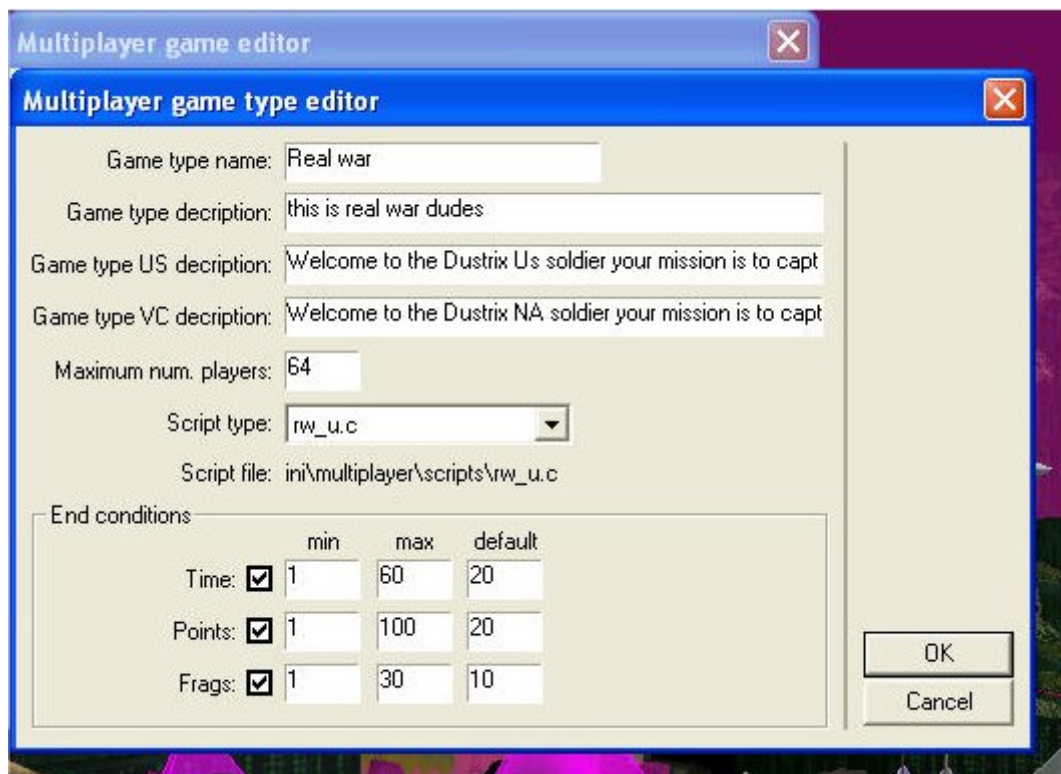 Multiplayer game editor
Multiplayer game type editor
Game type name: Real war
Game type decription: this is real war dudes
Game type US decription: Welcome to the Dustrix Us soldier your mission is to capt
Game type VC decription: Welcome to the Dustrix NA soldier your mission is to capt
Maximum num. players: 64
Script type: rw_u.c
Script file: ini\multiplayer\scripts\rw_u.c
End conditions
min max default
Time: 1 60 20
Points: 1 100 20
Frags: 1 30 10
OK
Cancel